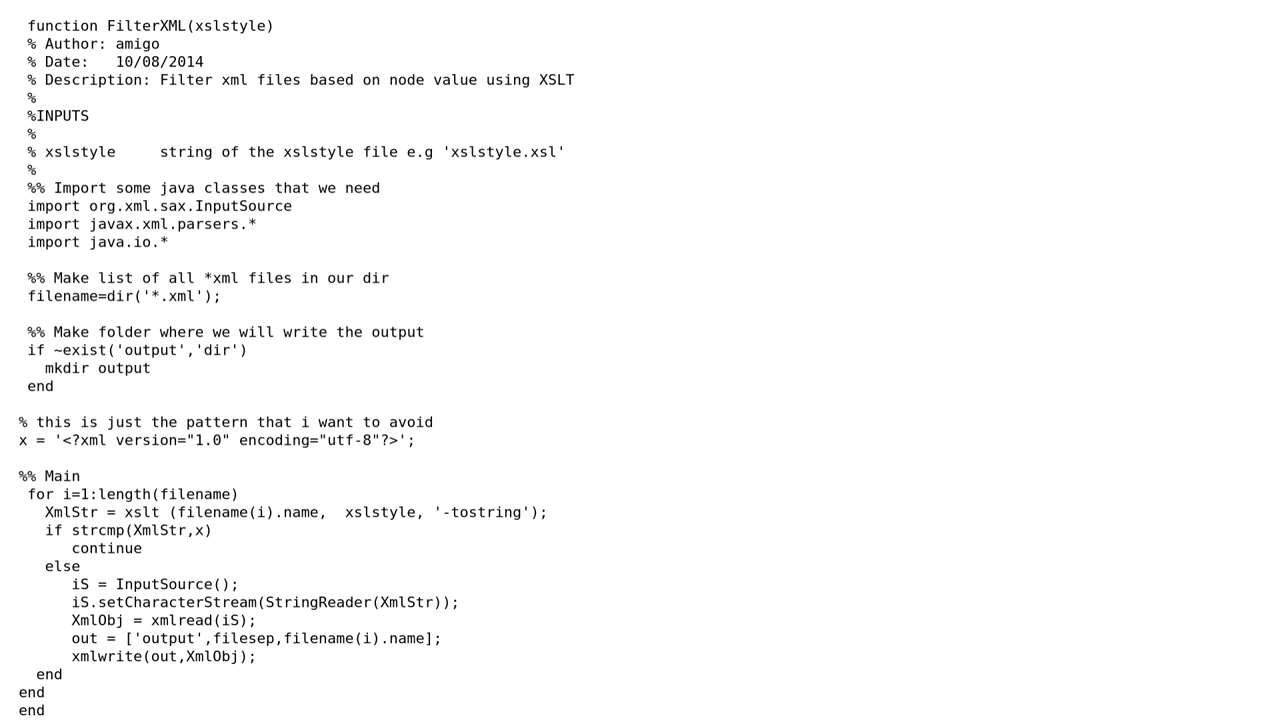 function FilterXML(xslstyle)
% Author: amigo
% Date:   10/08/2014
% Description: Filter xml files based on node value using XSLT
%
%INPUTS
%
% xslstyle     string of the xslstyle file e.g 'xslstyle.xsl'
%
%% Import some java classes that we need
import org.xml.sax.InputSource
import javax.xml.parsers.*
import java.io.*

%% Make list of all *xml files in our dir
filename=dir('*.xml');

%% Make folder where we will write the output
if ~exist('output','dir')
  mkdir output
end

% this is just the pattern that i want to avoid
x = '<?xml version="1.0" encoding="utf-8"?>';

%% Main
 for i=1:length(filename)
   XmlStr = xslt (filename(i).name,  xslstyle, '-tostring');
   if strcmp(XmlStr,x)
      continue
   else
      iS = InputSource();
      iS.setCharacterStream(StringReader(XmlStr));
      XmlObj = xmlread(iS);
      out = ['output',filesep,filename(i).name];
      xmlwrite(out,XmlObj);
  end
end
end